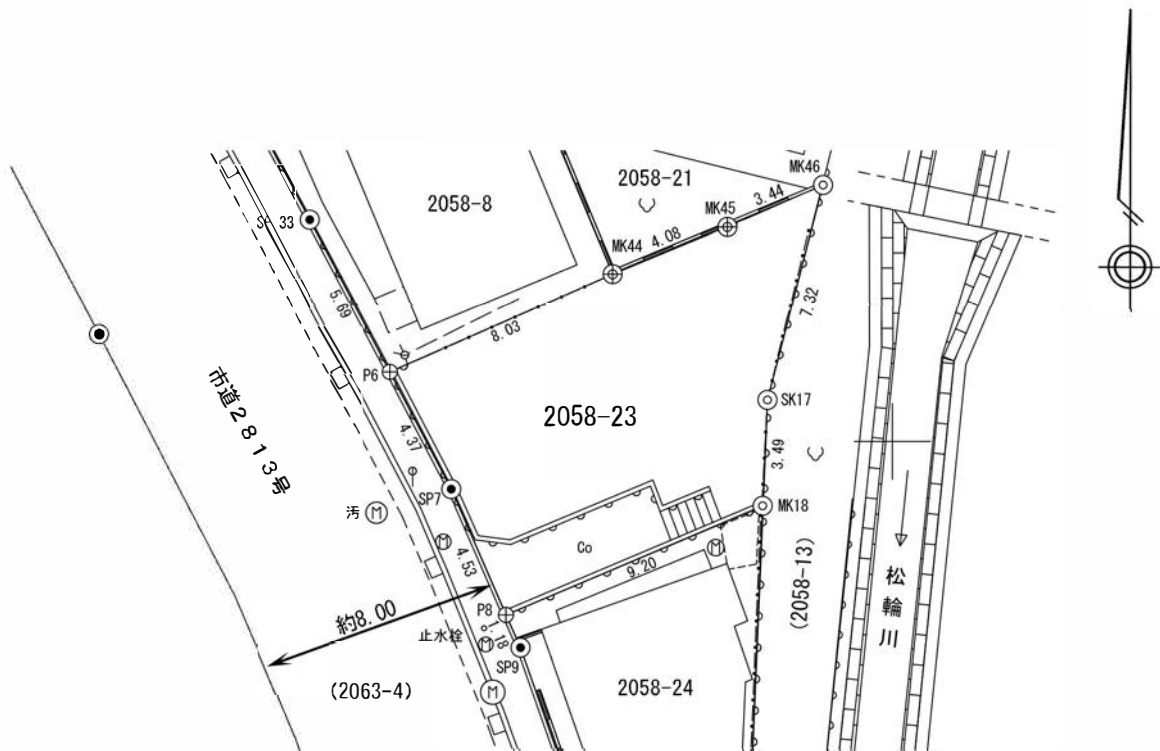 MK46
2058-21
3.44
2058-8
MK45
SP33
4.08
MK44
5.69
7.32
8.03
P6
市道2813号
SK17
2058-23
4.37
3.49
SP7
MK18
汚
M
M
4.53
Co
M
9.20
(2058-13)
松輪川
P8
約8.00
止水栓
M
1.18
SP9
(2063-4)
M
2058-24